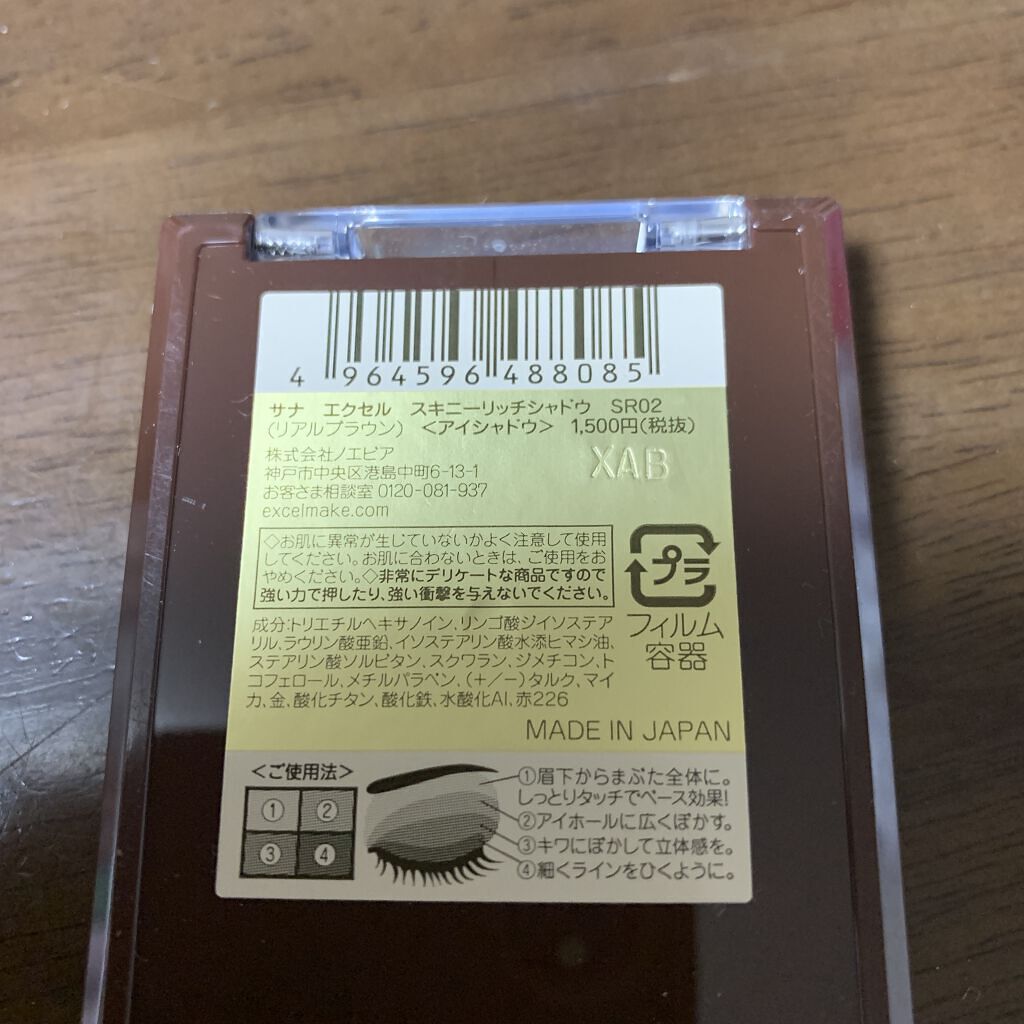 4 964596 488085
サナ エクセル スキニーリッチシャドウ SR02
(リアルブラウン) <アイシャドウ> 1,500円(税抜)
株式会社ノエビア
神戸市中央区港島中町6-13-1
お客さま相談室 0120-081-937
excelmake.com
XAB
◇お肌に異常が生じていないかよく注意して使用
してください。お肌に合わないときは、ご使用をお
やめください。◇非常にデリケートな商品ですので
強い力で押したり、強い衝撃を与えないでください。
プラ
フィルム
容器
成分:トリエチルヘキサノイン、リンゴ酸ジイソステア
リル、ラウリン酸亜鉛、イソステアリン酸水添ヒマシ油、
ステアリン酸ソルビタン、スクワラン、ジメチコン、ト
コフェロール、メチルパラベン、(+/−)タルク、マイ
カ、金、酸化チタン、酸化鉄、水酸化Al、赤226
MADE IN JAPAN
<ご使用法>
① ②
③ ④
①眉下からまぶた全体に。
しっとりタッチでベース効果!
②アイホールに広くぼかす。
③キワにぼかして立体感を。
④細くラインをひくように。